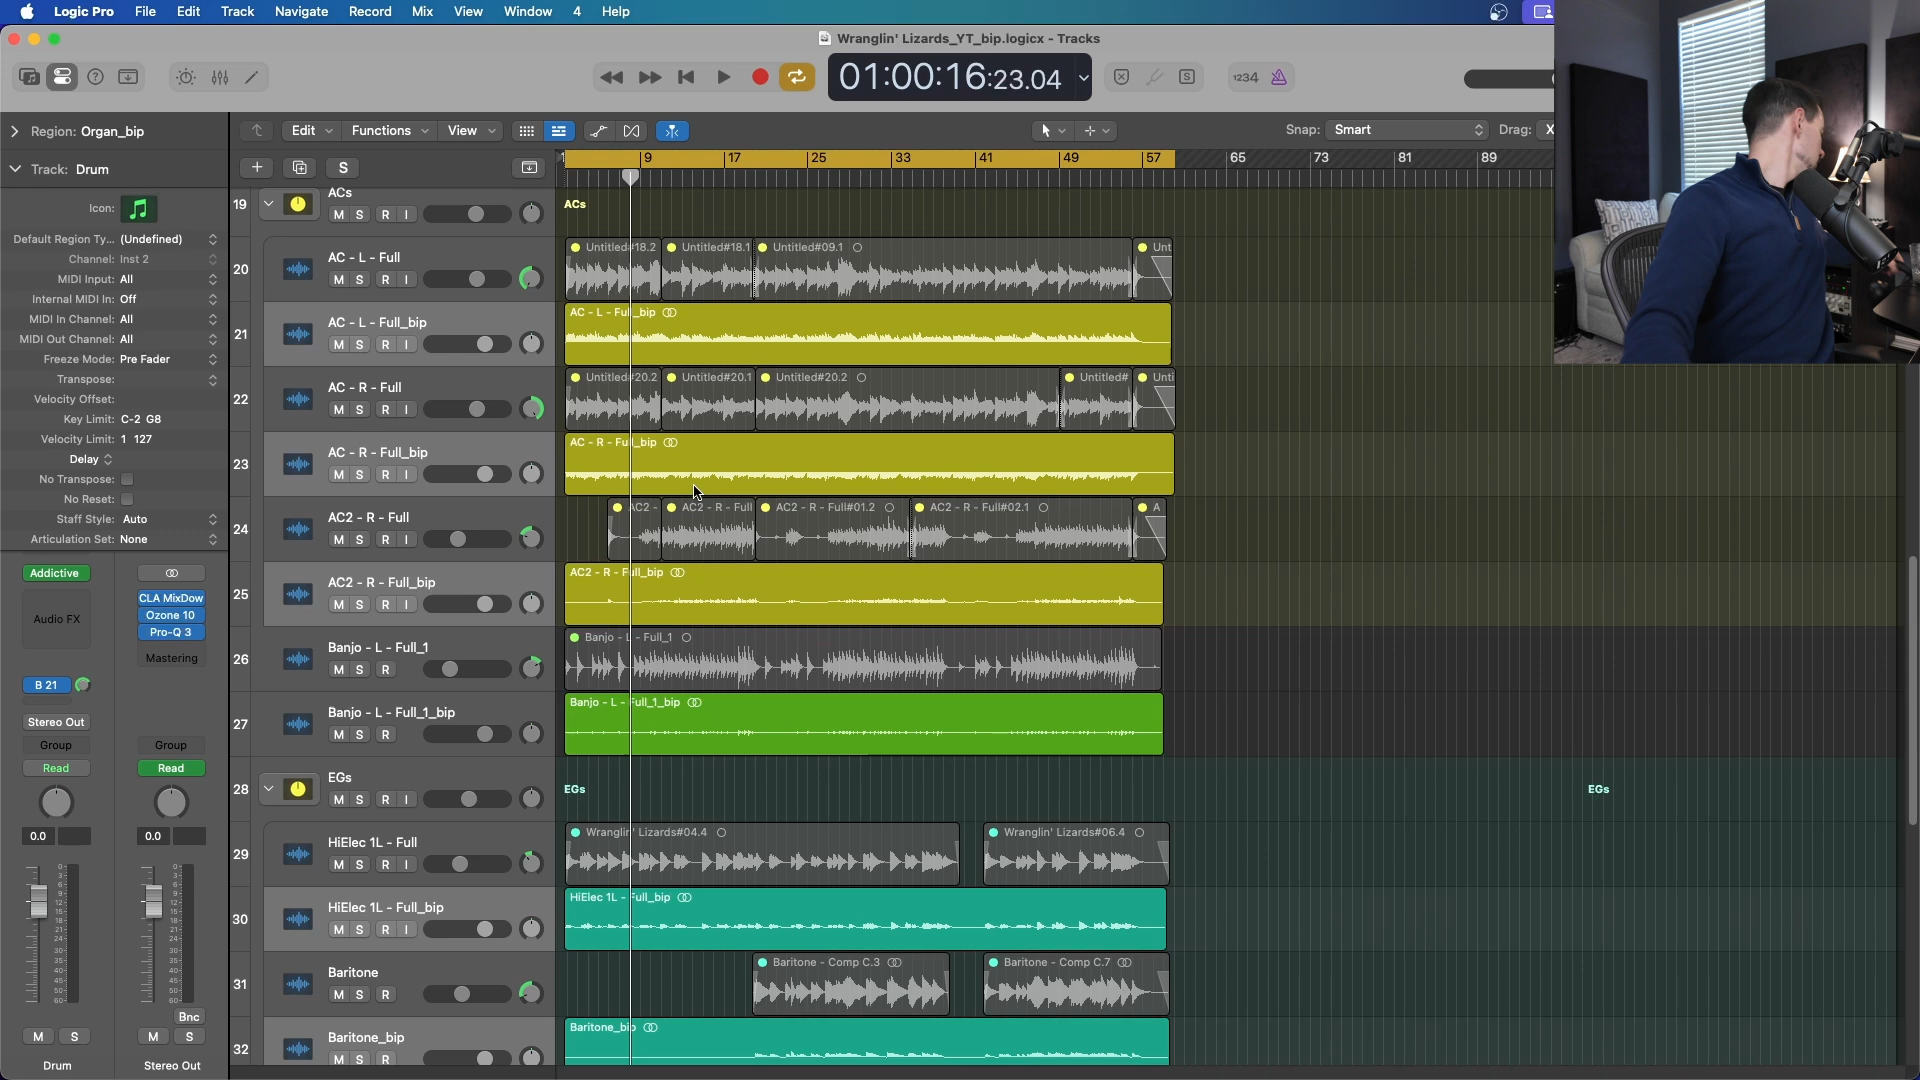 Logic Pro File Edit Track Navigate Record Mix View Window 4 Help
Wranglin' Lizards_YT_bip.logicx - Tracks
01:00:16:23.04
1234
Region: Organ_bip
Edit Functions View
Snap: Smart
Drag: X
Track: Drum
S
1 9 17 25 33 41 49 57 65 73 81 89
Icon:
Default Region Ty... (Undefined)
Channel: Inst 2
MIDI Input: All
Internal MIDI In: Off
MIDI In Channel: All
MIDI Out Channel: All
Freeze Mode: Pre Fader
Transpose:
Velocity Offset:
Key Limit: C-2 G8
Velocity Limit: 1 127
Delay
No Transpose:
No Reset:
Staff Style: Auto
Articulation Set: None
Addictive
Audio FX
CLA MixDow
Ozone 10
Pro-Q 3
Mastering
B 21
Stereo Out
Group Group
Read Read
0.0 0.0
Bnc
M S M S
Drum Stereo Out
19 ACs
M S R I
ACs
20 AC - L - Full
M S R I
Untitled#18.2 Untitled#18.1 Untitled#09.1 Unt
21 AC - L - Full_bip
M S R I
AC - L - Full_bip
22 AC - R - Full
M S R I
Untitled#20.2 Untitled#20.1 Untitled#20.2 Untitled# Unti
23 AC - R - Full_bip
M S R I
AC - R - Full_bip
24 AC2 - R - Full
M S R I
AC2 - AC2 - R - Full AC2 - R - Full#01.2 AC2 - R - Full#02.1 A
25 AC2 - R - Full_bip
M S R I
AC2 - R - Full_bip
26 Banjo - L - Full_1
M S R
Banjo - L - Full_1
27 Banjo - L - Full_1_bip
M S R
Banjo - L - Full_1_bip
28 EGs
M S R I
EGs EGs
29 HiElec 1L - Full
M S R I
Wranglin' Lizards#04.4 Wranglin' Lizards#06.4
30 HiElec 1L - Full_bip
M S R I
HiElec 1L - Full_bip
31 Baritone
M S R
Baritone - Comp C.3 Baritone - Comp C.7
32 Baritone_bip
M S R
Baritone_bip